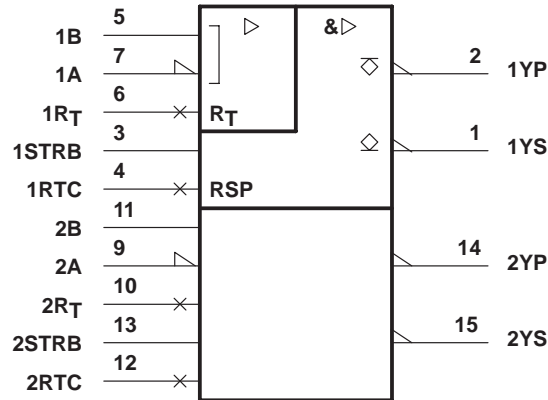 1B 5
1A 7
1RT 6
1STRB 3
1RTC 4
2B 11
2A 9
2RT 10
2STRB 13
2RTC 12
RT
&
RSP
2 1YP
1 1YS
14 2YP
15 2YS